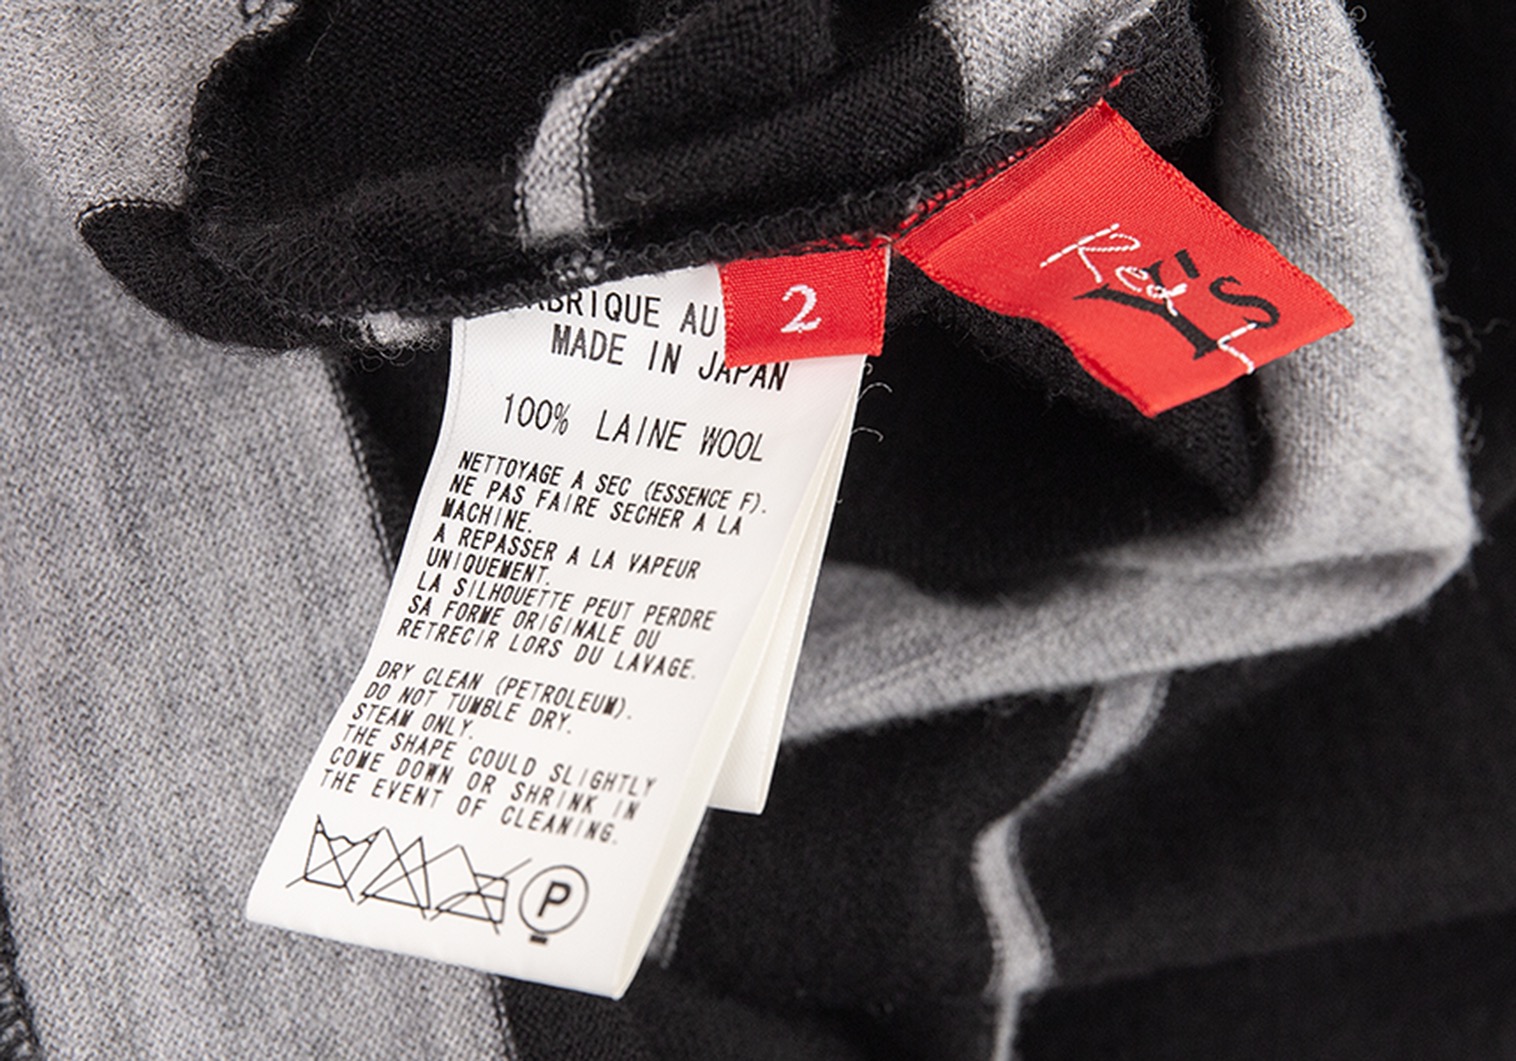 FABRIQUE AU
MADE IN JAPAN
2
Red
Y's
100% LAINE WOOL
NETTOYAGE A SEC (ESSENCE F).
NE PAS FAIRE SECHER A LA
MACHINE.
A REPASSER A LA VAPEUR
UNIQUEMENT.
LA SILHOUETTE PEUT PERDRE
SA FORME ORIGINALE OU
RETRECIR LORS DU LAVAGE.
DRY CLEAN (PETROLEUM).
DO NOT TUMBLE DRY.
STEAM ONLY.
THE SHAPE COULD SLIGHTLY
COME DOWN OR SHRINK IN
THE EVENT OF CLEANING.
P